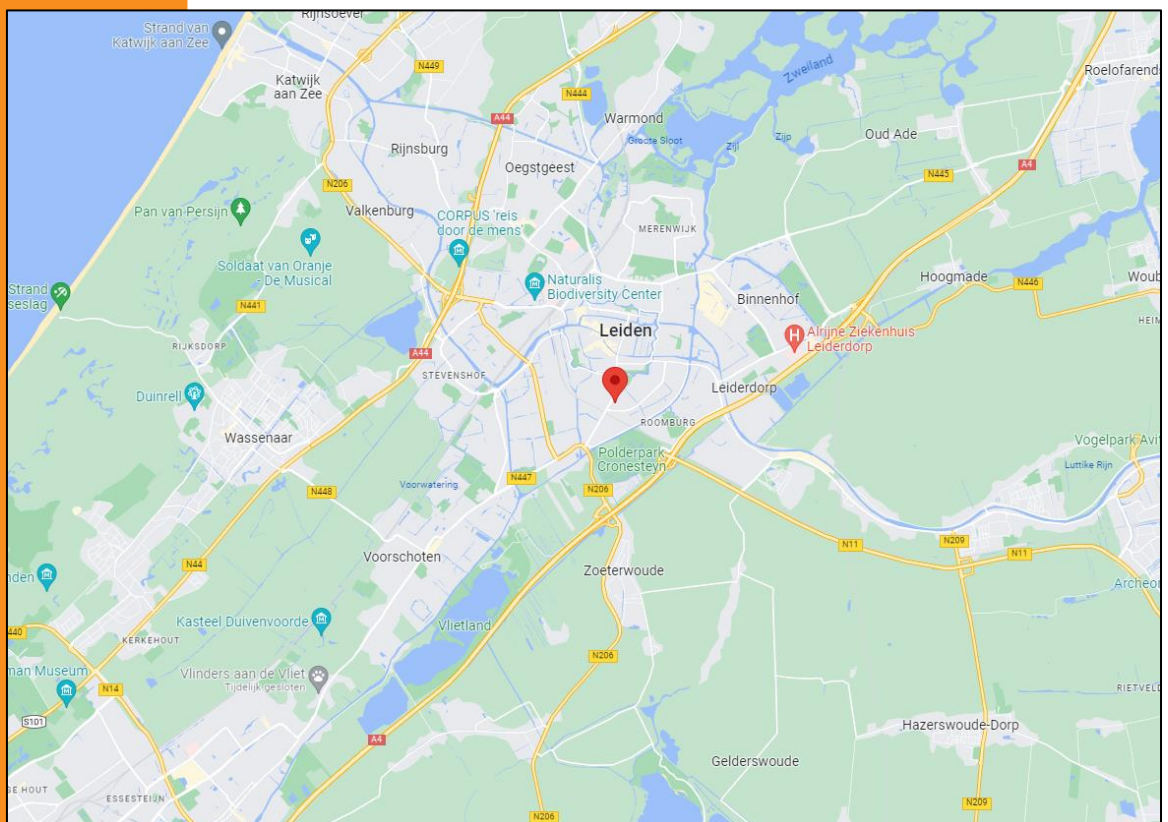 Rijnsoever
Strand van
Katwijk aan Zee
N449
Katwijk
aan Zee
N444
Zweiland
Roelofarends
A44
Warmond
Groote Sloot
Zijl
Zijp
Oud Ade
Rijnsburg
Oegstgeest
A4
N445
N206
Pan van Persijn
Valkenburg
CORPUS 'reis
door de mens'
MERENWIJK
Soldaat van Oranje
- De Musical
Naturalis
Biodiversity Center
Binnenhof
Hoogmade
N446
Woub
Strand
seslag
N441
HEIM
Leiden
Alrijne Ziekenhuis
Leiderdorp
RIJKSDORP
A44
STEVENSHOF
Leiderdorp
Duinrell
ROOMBURG
Wassenaar
Polderpark
Cronesteyn
Vogelpark Avif
Luttike Rijn
N448
Voorwatering
N447
N206
N44
Voorschoten
N11
N209
N11
Zoeterwoude
nden
Archeon
Kasteel Duivenvoorde
Vlietland
440
KERKEHOUT
N206
man Museum
Vlinders aan de Vliet
Tijdelijk gesloten
N14
RIETVELD
S101
A4
Hazerswoude-Dorp
Gelderswoude
GE HOUT
ESSESTEIJN
N209
N206